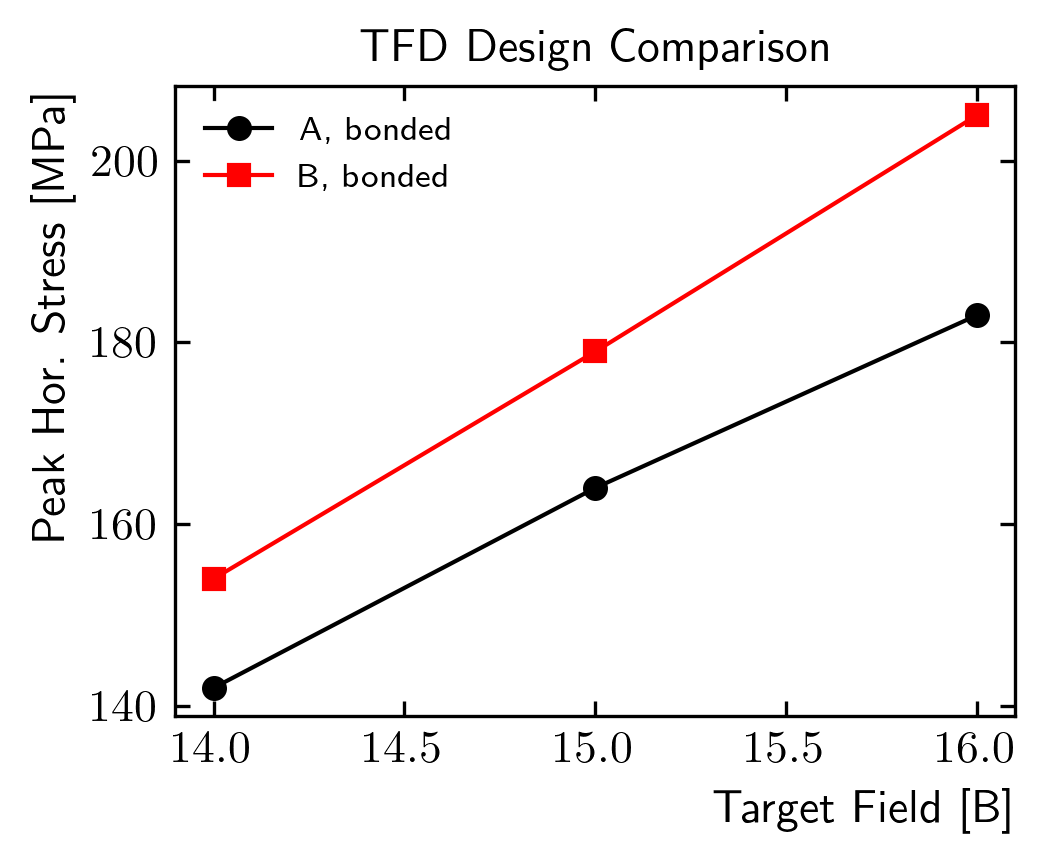 TFD Design Comparison
Peak Hor. Stress [MPa]
A, bonded
B, bonded
200
180
160
140
14.0 14.5 15.0 15.5 16.0
Target Field [B]